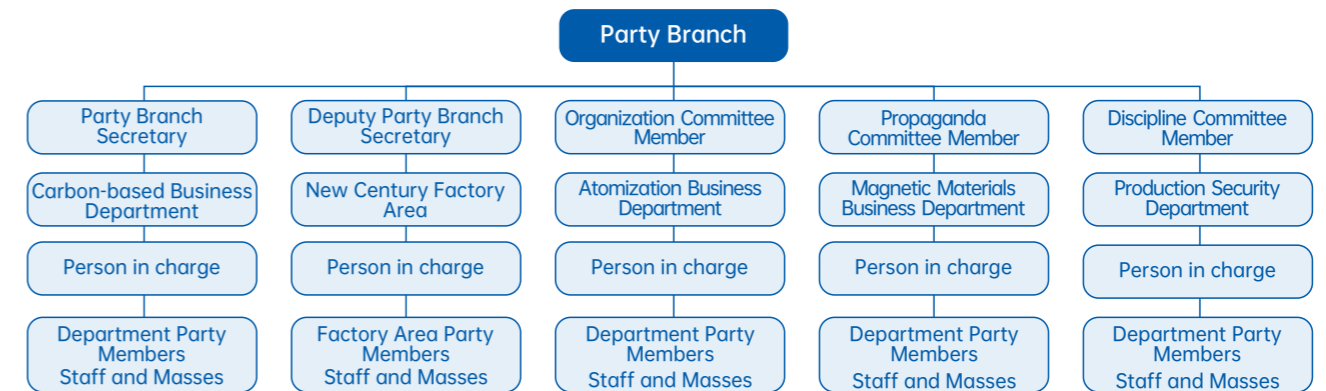 Party Branch
Party Branch
Secretary
Deputy Party Branch
Secretary
Organization Committee
Member
Propaganda
Committee Member
Discipline Committee
Member
Carbon-based Business
Department
New Century Factory
Area
Atomization Business
Department
Magnetic Materials
Business Department
Production Security
Department
Person in charge
Person in charge
Person in charge
Person in charge
Person in charge
Department Party
Members
Staff and Masses
Factory Area Party
Members
Staff and Masses
Department Party
Members
Staff and Masses
Department Party
Members
Staff and Masses
Department Party
Members
Staff and Masses